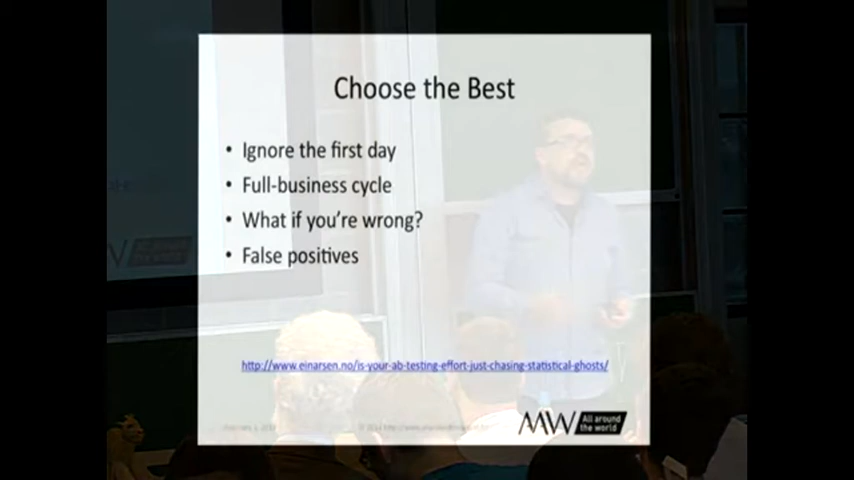 Choose the Best
• Ignore the first day
• Full-business cycle
• What if you're wrong?
• False positives
http://www.einarsen.no/is-your-ab-testing-effort-just-chasing-statistical-ghosts/
AAW All around
the world